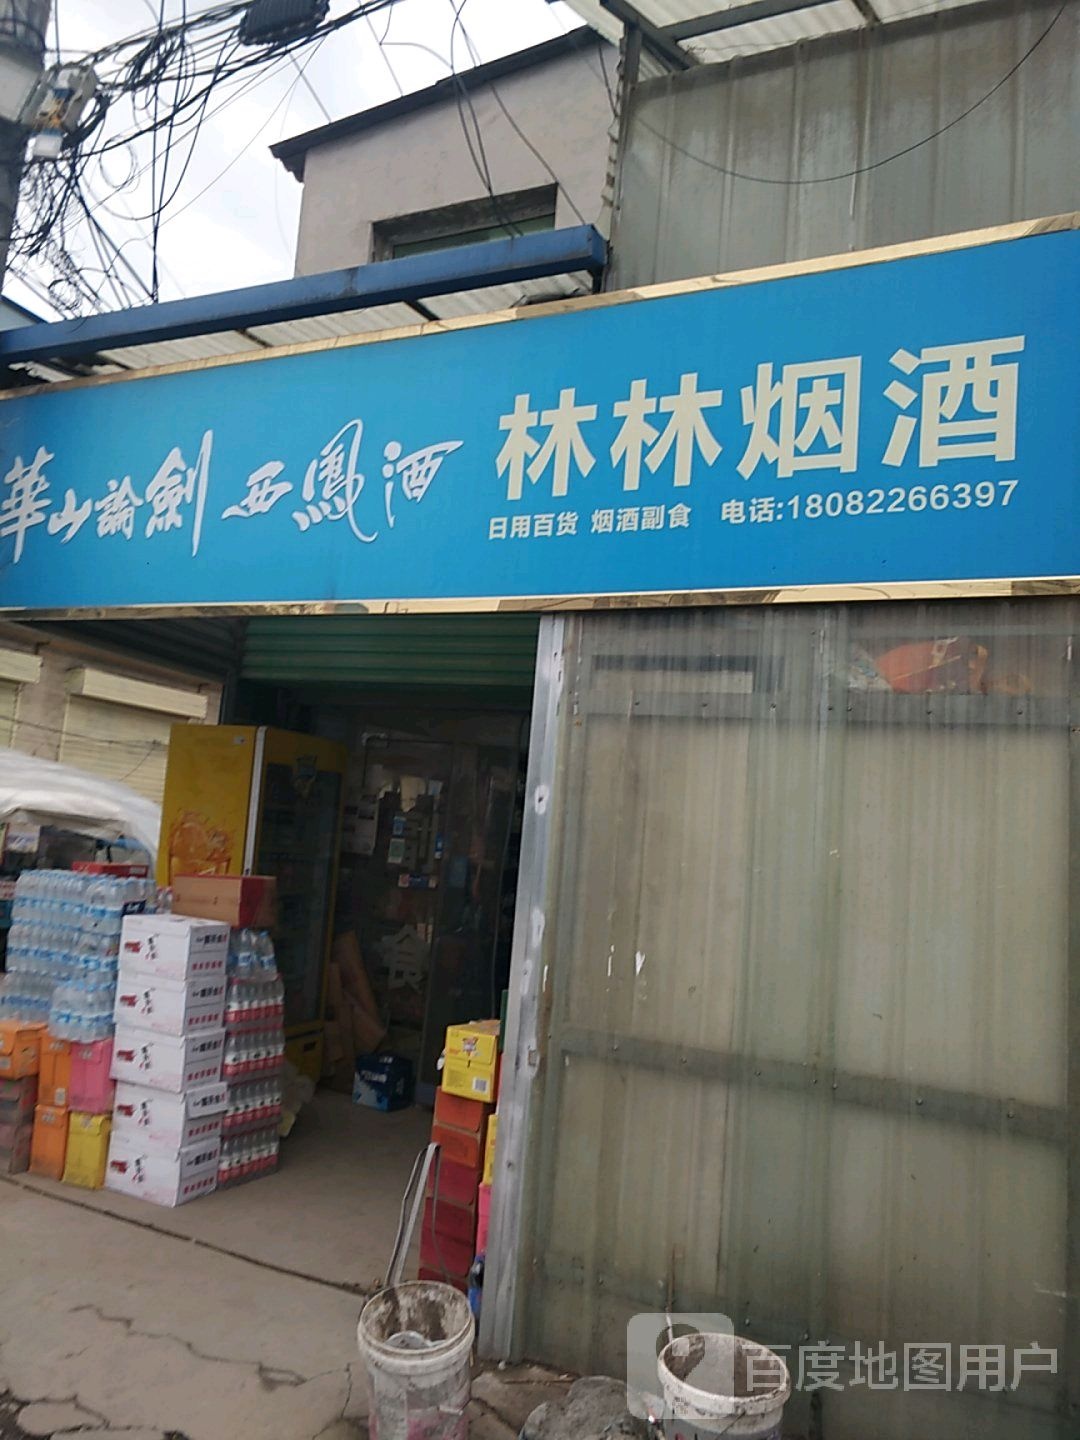 華山論劍 西鳳酒
林林烟酒
日用百货 烟酒副食 电话:18082266397
食
百度地图用户